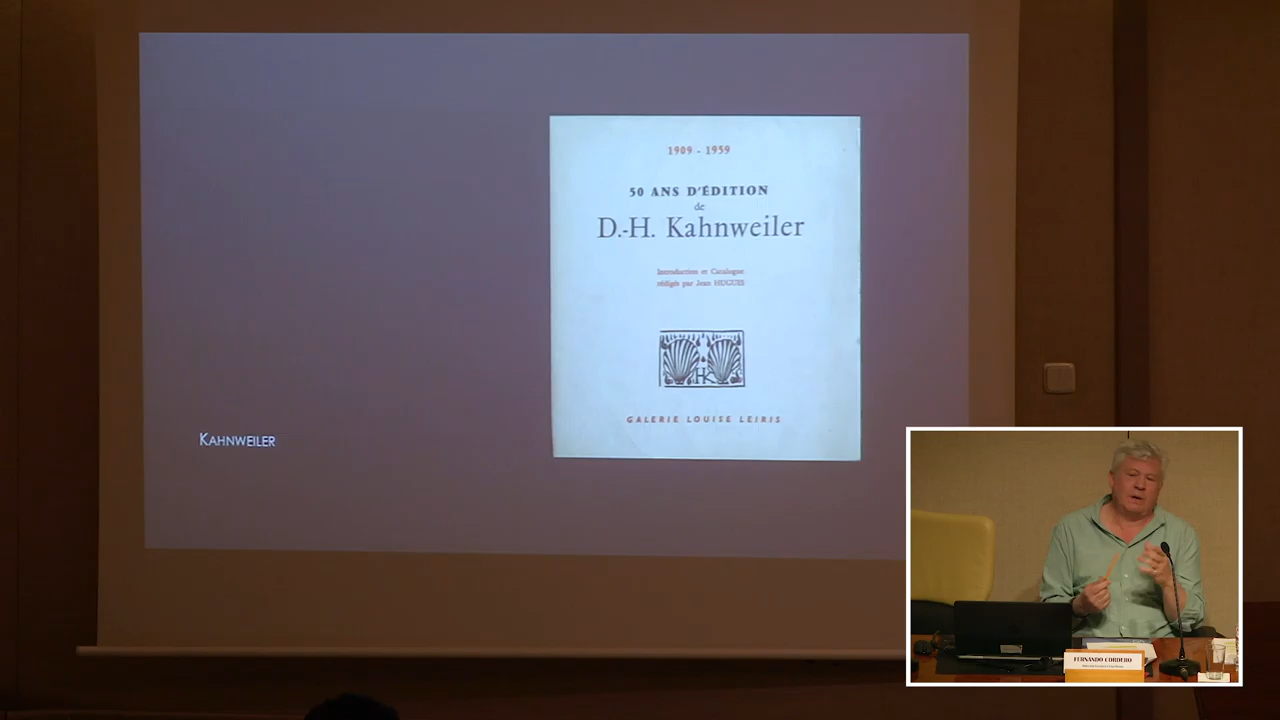 1909 - 1959
50 ANS D'ÉDITION
de
D.-H. Kahnweiler
Introduction et Catalogue
rédigés par Jean HUGUES
HK
GALERIE LOUISE LEIRIS
KAHNWEILER
FERNANDO CORDERO